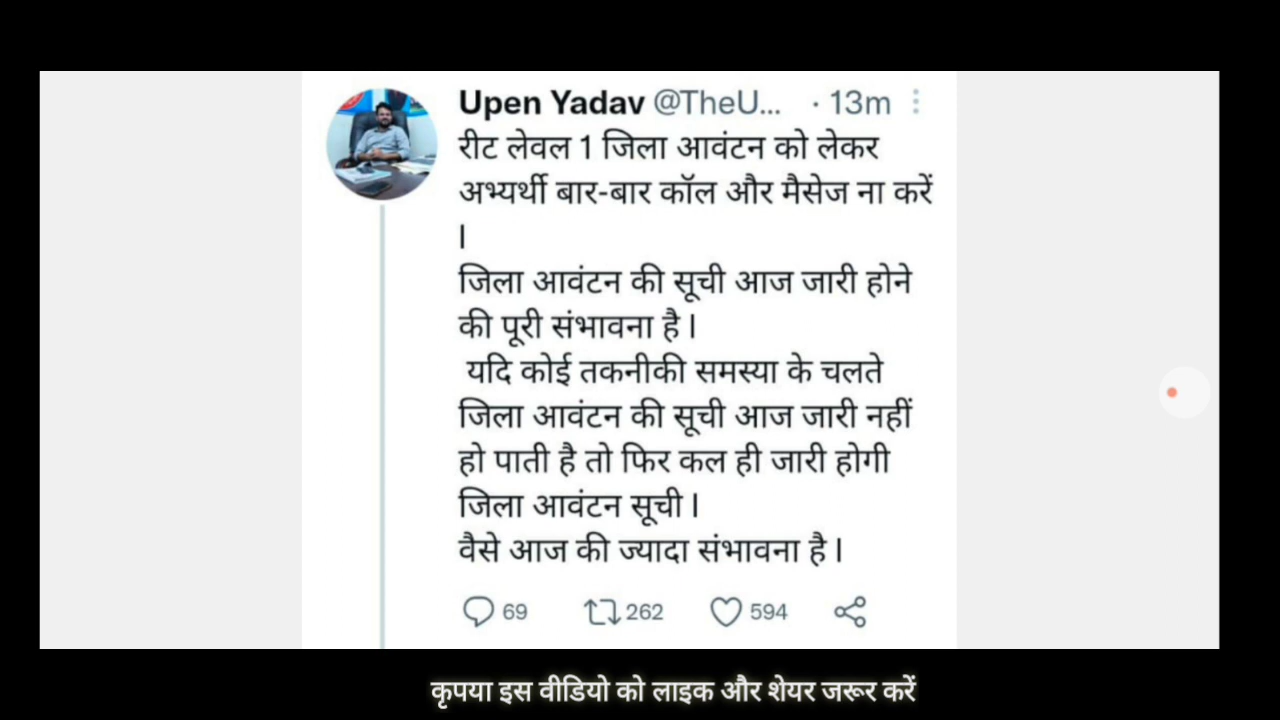 Upen Yadav @TheU... · 13m
रीट लेवल 1 जिला आवंटन को लेकर
अभ्यर्थी बार-बार कॉल और मैसेज ना करें
।
जिला आवंटन की सूची आज जारी होने
की पूरी संभावना है।
यदि कोई तकनीकी समस्या के चलते
जिला आवंटन की सूची आज जारी नहीं
हो पाती है तो फिर कल ही जारी होगी
जिला आवंटन सूची।
वैसे आज की ज्यादा संभावना है।
69 262 594
कृपया इस वीडियो को लाइक और शेयर जरूर करें